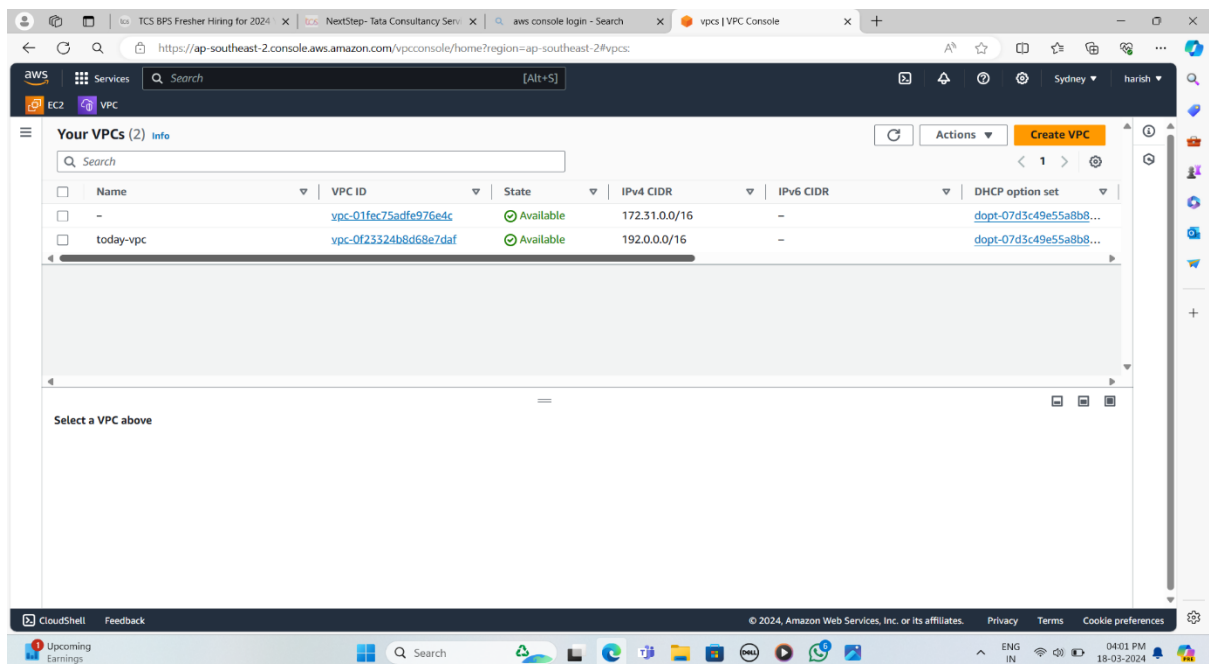 TCS BPS Fresher Hiring for 2024
NextStep- Tata Consultancy Serv
aws console login - Search
vpcs | VPC Console
https://ap-southeast-2.console.aws.amazon.com/vpcconsole/home?region=ap-southeast-2#vpcs:
aws
Services
Search
[Alt+S]
Sydney
harish
EC2
VPC
Your VPCs (2) Info
Actions
Create VPC
Search
1
Name VPC ID State IPv4 CIDR IPv6 CIDR DHCP option set
– vpc-01fec75adfe976e4c Available 172.31.0.0/16 – dopt-07d3c49e55a8b8...
today-vpc vpc-0f23324b8d68e7daf Available 192.0.0.0/16 – dopt-07d3c49e55a8b8...
Select a VPC above
CloudShell Feedback © 2024, Amazon Web Services, Inc. or its affiliates. Privacy Terms Cookie preferences
1
Upcoming
Earnings
Search
DELL
6
ENG
IN
04:01 PM
18-03-2024
PRE